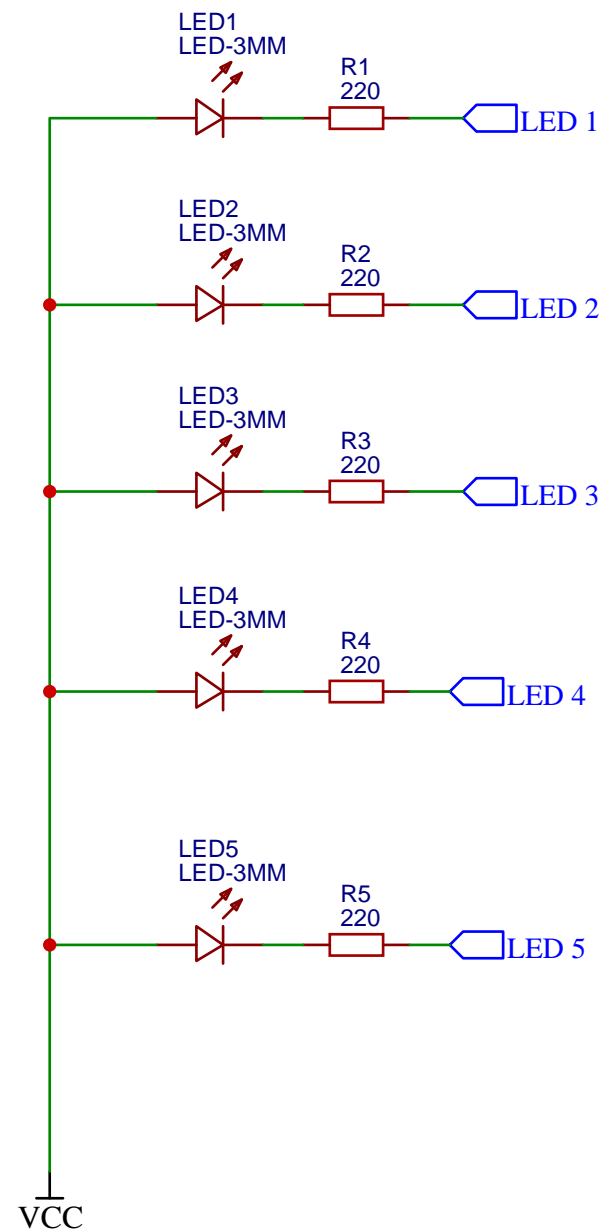 LED1
LED-3MM
R1
220
LED 1
LED2
LED-3MM
R2
220
LED 2
LED3
LED-3MM
R3
220
LED 3
LED4
LED-3MM
R4
220
LED 4
LED5
LED-3MM
R5
220
LED 5
VCC